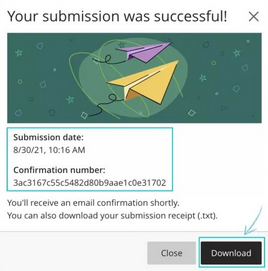 Your submission was successful!
Submission date:
8/30/21, 10:16 AM
Confirmation number:
3ac3167c55c5482d80b9aae1c0e31702
You'll receive an email confirmation shortly.
You can also download your submission receipt (.txt).
Close
Download